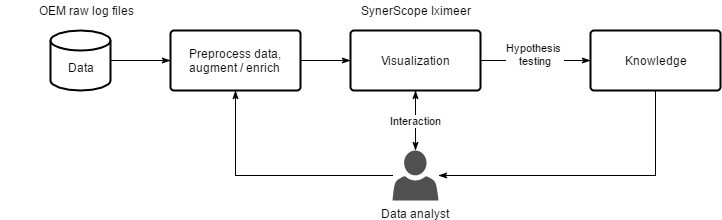 OEM raw log files
SynerScope Iximeer
Data
Preprocess data,
augment / enrich
Visualization
Hypothesis
testing
Knowledge
Interaction
Data analyst